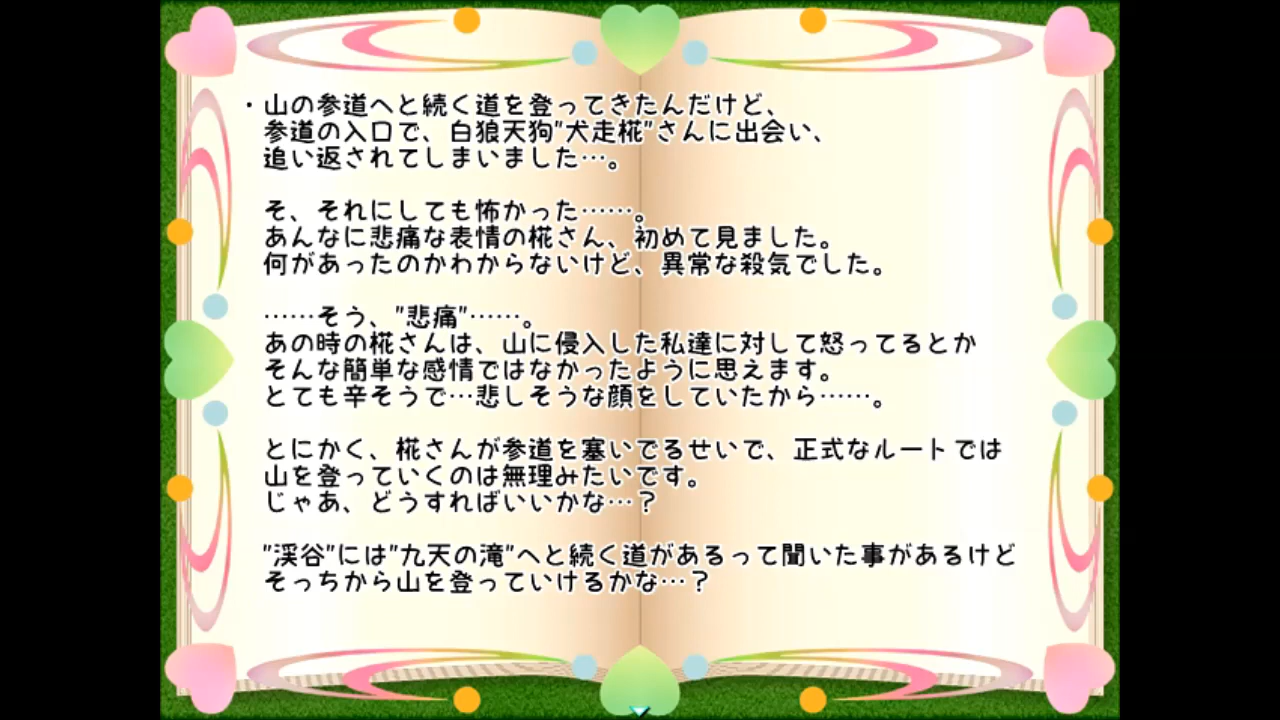 ・山の参道へと続く道を登ってきたんだけど、
参道の入口で、白狼天狗"犬走椛"さんに出会い、
追い返されてしまいました…。
そ、それにしても怖かった……。
あんなに悲痛な表情の椛さん、初めて見ました。
何があったのかわからないけど、異常な殺気でした。
……そう、"悲痛"……。
あの時の椛さんは、山に侵入した私達に対して怒ってるとか
そんな簡単な感情ではなかったように思えます。
とても辛そうで…悲しそうな顔をしていたから……。
とにかく、椛さんが参道を塞いでるせいで、正式なルートでは
山を登っていくのは無理みたいです。
じゃあ、どうすればいいかな…？
"渓谷"には"九天の滝"へと続く道があるって聞いた事があるけど
そっちから山を登っていけるかな…？